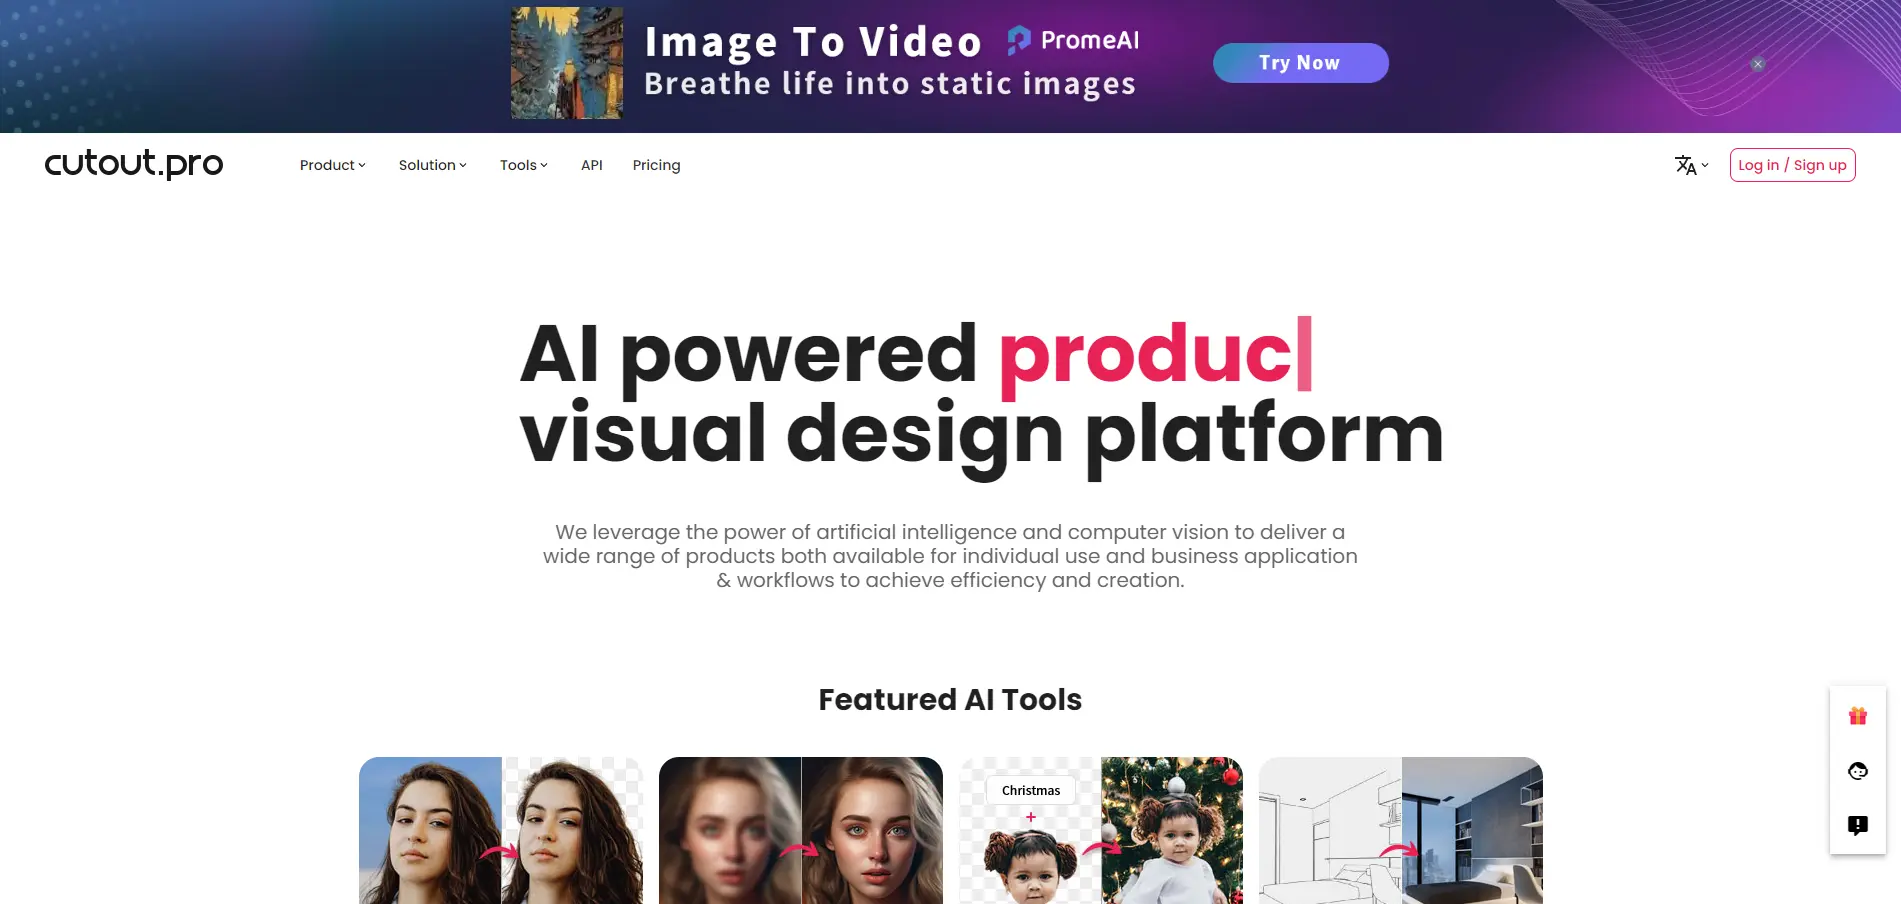 Image To Video PromeAI
Breathe life into static images
Try Now
cutout.pro
Product Solution Tools API Pricing
Log in / Sign up
AI powered produc
visual design platform
We leverage the power of artificial intelligence and computer vision to deliver a
wide range of products both available for individual use and business application
& workflows to achieve efficiency and creation.
Featured AI Tools
Christmas
+